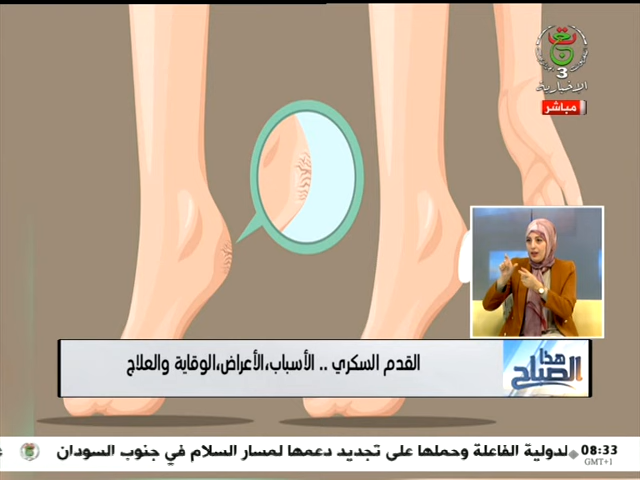 3
الإخبارية
مباشر
القدم السكري .. الأسباب،الأعراض،الوقاية والعلاج
هذا
الصباح
لدولية الفاعلة وحملها على تجديد دعمها لمسار السلام في جنوب السودان
08:33
GMT+1